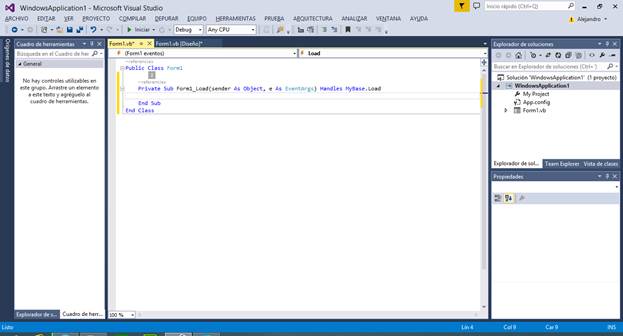 WindowsApplication1 - Microsoft Visual Studio
Inicio rápido (Ctrl+Q)
ARCHIVO EDITAR VER PROYECTO COMPILAR DEPURAR EQUIPO HERRAMIENTAS PRUEBA ARQUITECTURA ANALIZAR VENTANA AYUDA
Alejandro
Inicio Debug Any CPU
Orígenes de datos
Cuadro de herramientas
Búsqueda en el Cuadro de her
General
No hay controles utilizables en
este grupo. Arrastre un elemento
a este texto y agréguelo al
cuadro de herramientas.
Explorador de s... Cuadro de herr...
Form1.vb* Form1.vb [Diseño]*
(Form1 eventos) Load
Public Class Form1
Private Sub Form1_Load(sender As Object, e As EventArgs) Handles MyBase.Load
End Sub
End Class
100 %
Explorador de soluciones
Buscar en Explorador de soluciones (Ctrl+')
Solución 'WindowsApplication1' (1 proyecto)
WindowsApplication1
My Project
App.config
Form1.vb
Explorador de sol... Team Explorer Vista de clases
Propiedades
Listo Lín 4 Col 9 Car 9 INS